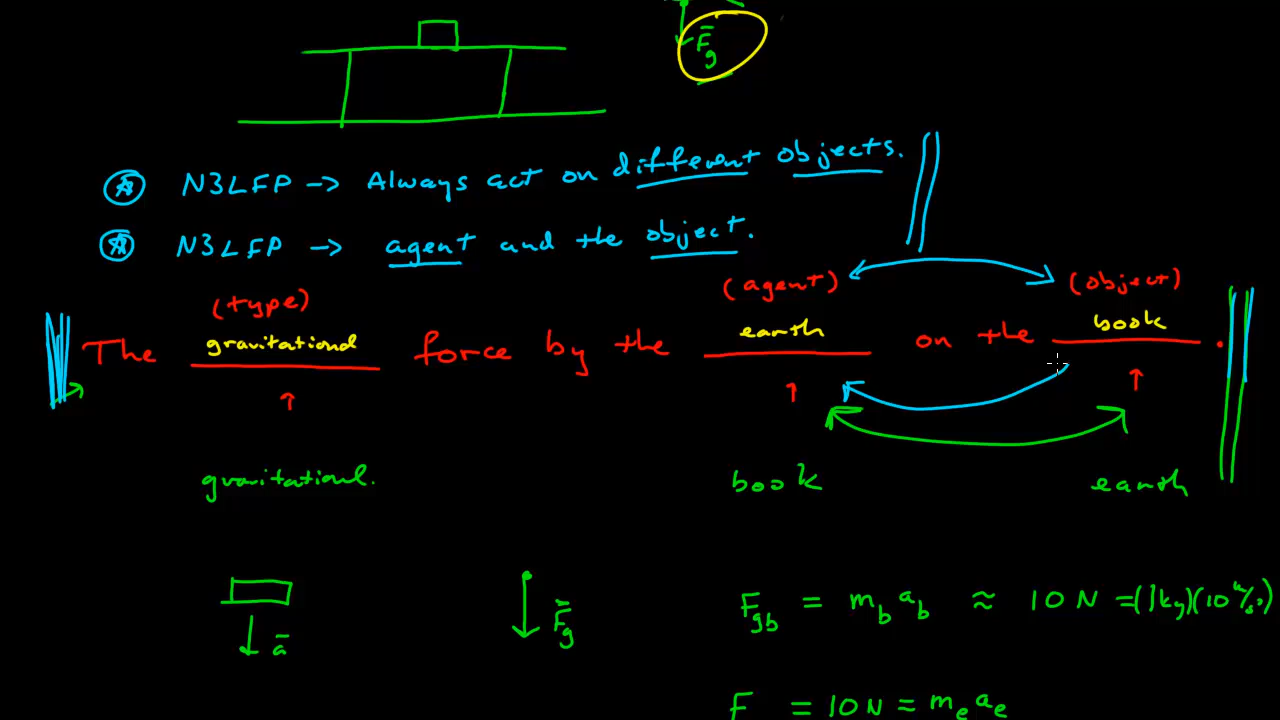 F̄g
N3LFP → Always act on different objects.
N3LFP → agent and the object.
(type) (agent) (object)
The gravitational force by the earth on the book.
gravitationl. book earth
ā F̄g Fgb = mb ab ≈ 10 N = (1kg)(10 m/s²)
F = 10 N = me ae